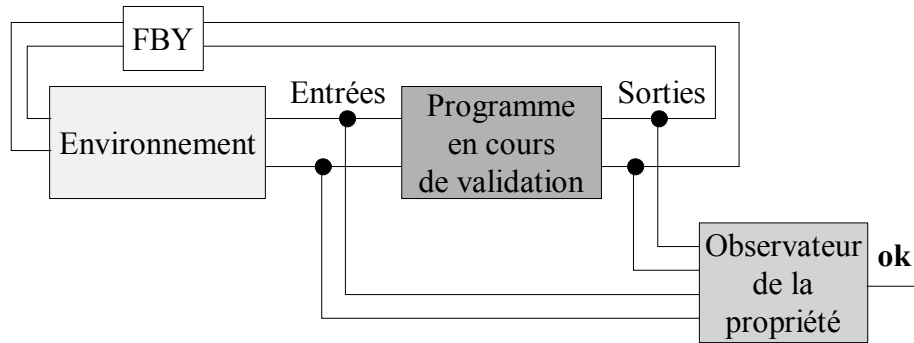 FBY
Entrées
Sorties
Environnement
Programme
en cours
de validation
Observateur
de la
propriété
ok